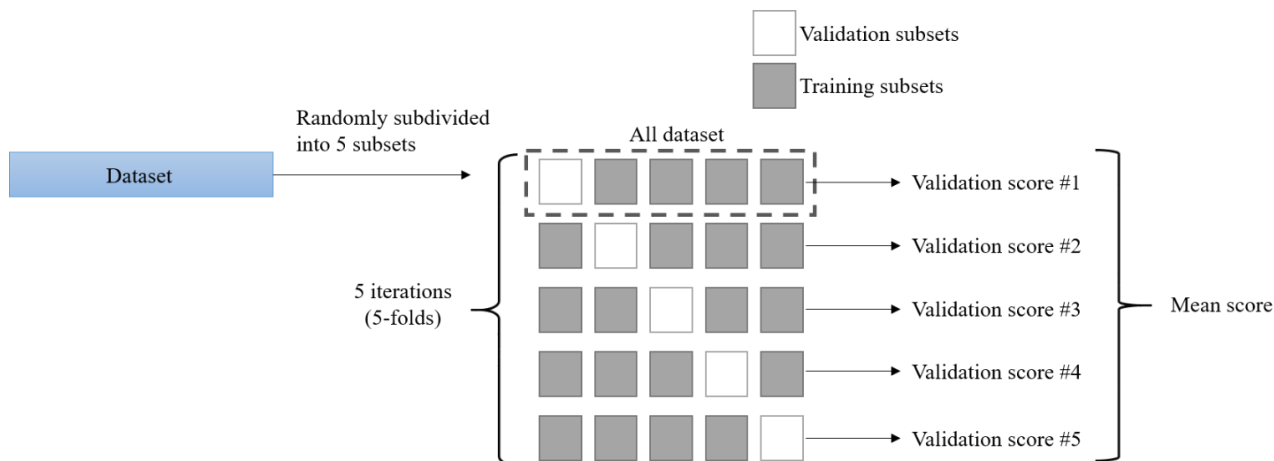 Validation subsets
Training subsets
Randomly subdivided
into 5 subsets
All dataset
Dataset
Validation score #1
Validation score #2
5 iterations
(5-folds)
Validation score #3
Mean score
Validation score #4
Validation score #5